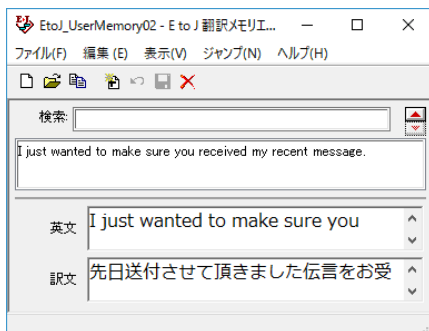 EtoJ_UserMemory02 - E to J 翻訳メモリエ...
ファイル(F) 編集(E) 表示(V) ジャンプ(N) ヘルプ(H)
検索:
I just wanted to make sure you received my recent message.
英文 I just wanted to make sure you
訳文 先日送付させて頂きました伝言をお受